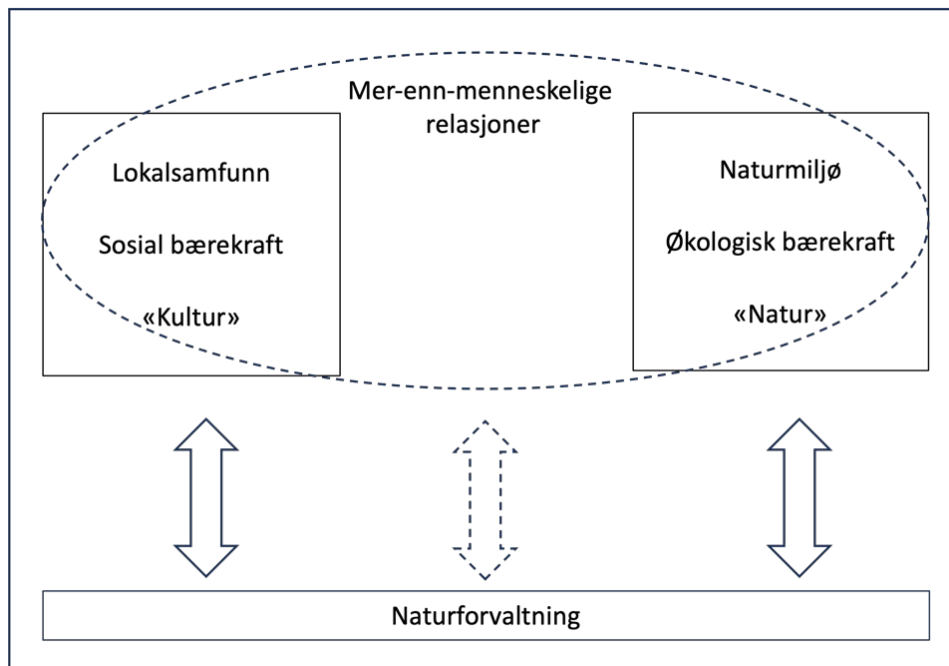 Mer-enn-menneskelige
relasjoner
Lokalsamfunn
Sosial bærekraft
«Kultur»
Naturmiljø
Økologisk bærekraft
«Natur»
Naturforvaltning